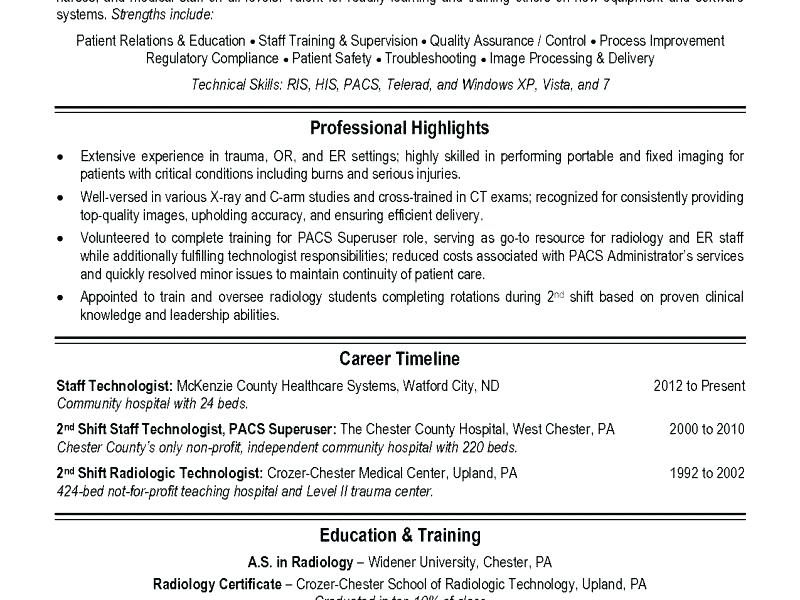 systems. Strengths include:
Patient Relations & Education • Staff Training & Supervision • Quality Assurance / Control • Process Improvement
Regulatory Compliance • Patient Safety • Troubleshooting • Image Processing & Delivery
Technical Skills: RIS, HIS, PACS, Telerad, and Windows XP, Vista, and 7
Professional Highlights
• Extensive experience in trauma, OR, and ER settings; highly skilled in performing portable and fixed imaging for
patients with critical conditions including burns and serious injuries.
• Well-versed in various X-ray and C-arm studies and cross-trained in CT exams; recognized for consistently providing
top-quality images, upholding accuracy, and ensuring efficient delivery.
• Volunteered to complete training for PACS Superuser role, serving as go-to resource for radiology and ER staff
while additionally fulfilling technologist responsibilities; reduced costs associated with PACS Administrator's services
and quickly resolved minor issues to maintain continuity of patient care.
• Appointed to train and oversee radiology students completing rotations during 2nd shift based on proven clinical
knowledge and leadership abilities.
Career Timeline
Staff Technologist: McKenzie County Healthcare Systems, Watford City, ND 2012 to Present
Community hospital with 24 beds.
2nd Shift Staff Technologist, PACS Superuser: The Chester County Hospital, West Chester, PA 2000 to 2010
Chester County's only non-profit, independent community hospital with 220 beds.
2nd Shift Radiologic Technologist: Crozer-Chester Medical Center, Upland, PA 1992 to 2002
424-bed not-for-profit teaching hospital and Level II trauma center.
Education & Training
A.S. in Radiology – Widener University, Chester, PA
Radiology Certificate – Crozer-Chester School of Radiologic Technology, Upland, PA